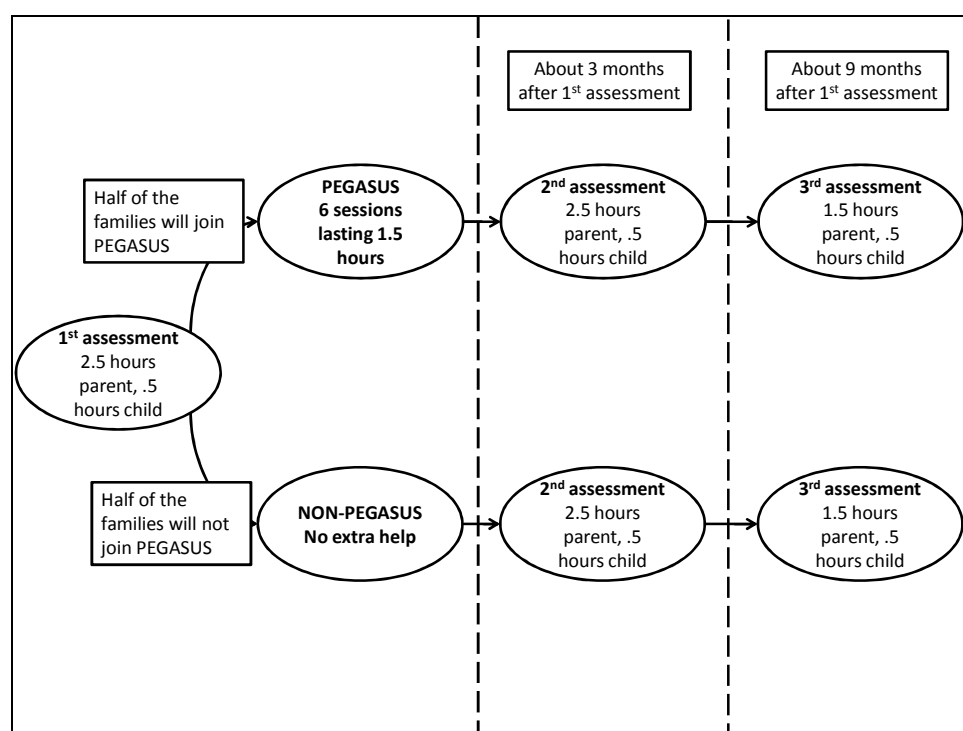 About 3 months
after 1st assessment
About 9 months
after 1st assessment
Half of the
families will join
PEGASUS
PEGASUS
6 sessions
lasting 1.5
hours
2nd assessment
2.5 hours
parent, .5
hours child
3rd assessment
1.5 hours
parent, .5
hours child
1st assessment
2.5 hours
parent, .5
hours child
Half of the
families will not
join PEGASUS
NON-PEGASUS
No extra help
2nd assessment
2.5 hours
parent, .5
hours child
3rd assessment
1.5 hours
parent, .5
hours child